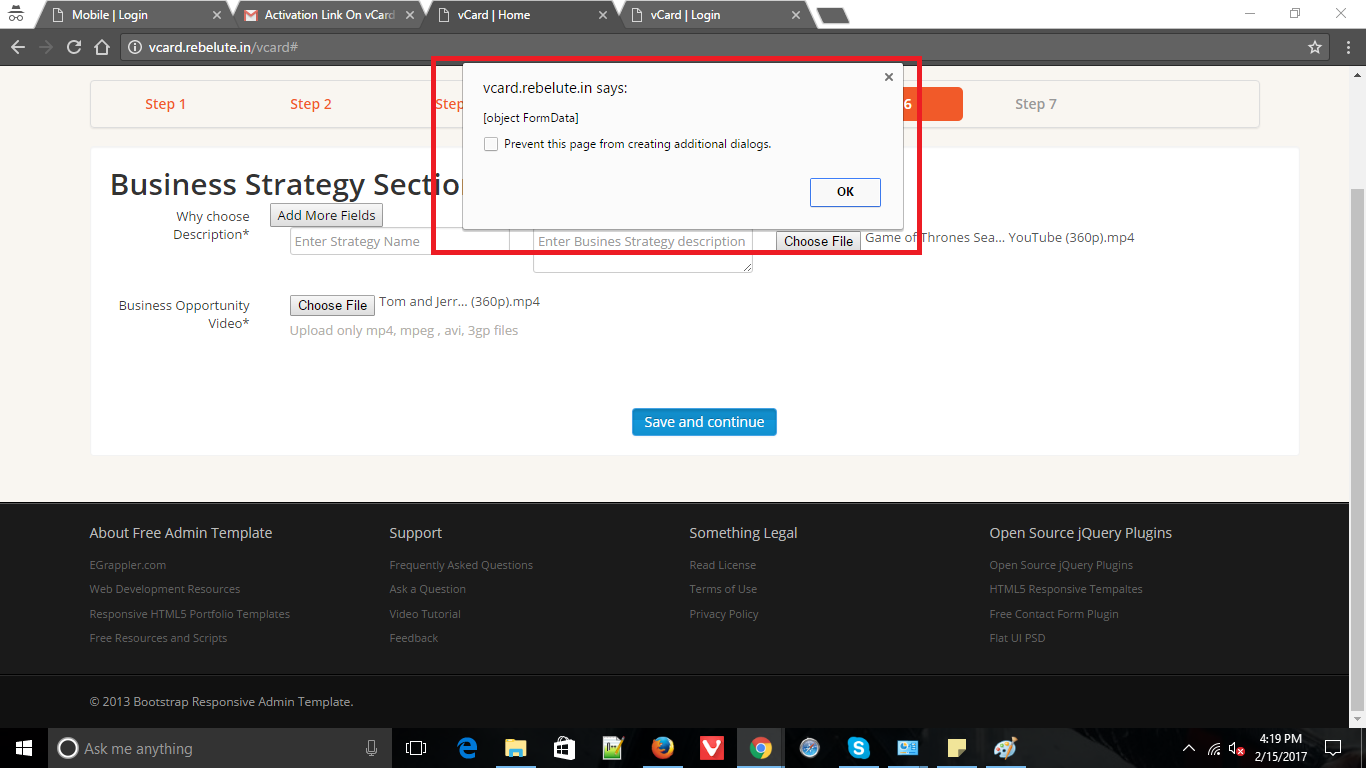 Mobile | Login
Activation Link On vCard
vCard | Home
vCard | Login
vcard.rebelute.in/vcard#
Step 1
Step 2
Step
6
Step 7
vcard.rebelute.in says:
[object FormData]
Prevent this page from creating additional dialogs.
OK
Business Strategy Section
Why choose
Description*
Add More Fields
Enter Strategy Name
Enter Busines Strategy description
Choose File
Game of Thrones Sea... YouTube (360p).mp4
Business Opportunity
Video*
Choose File
Tom and Jerr... (360p).mp4
Upload only mp4, mpeg , avi, 3gp files
Save and continue
About Free Admin Template
EGrappler.com
Web Development Resources
Responsive HTML5 Portfolio Templates
Free Resources and Scripts
Support
Frequently Asked Questions
Ask a Question
Video Tutorial
Feedback
Something Legal
Read License
Terms of Use
Privacy Policy
Open Source jQuery Plugins
Open Source jQuery Plugins
HTML5 Responsive Tempaltes
Free Contact Form Plugin
Flat UI PSD
© 2013 Bootstrap Responsive Admin Template.
Ask me anything
4:19 PM
2/15/2017